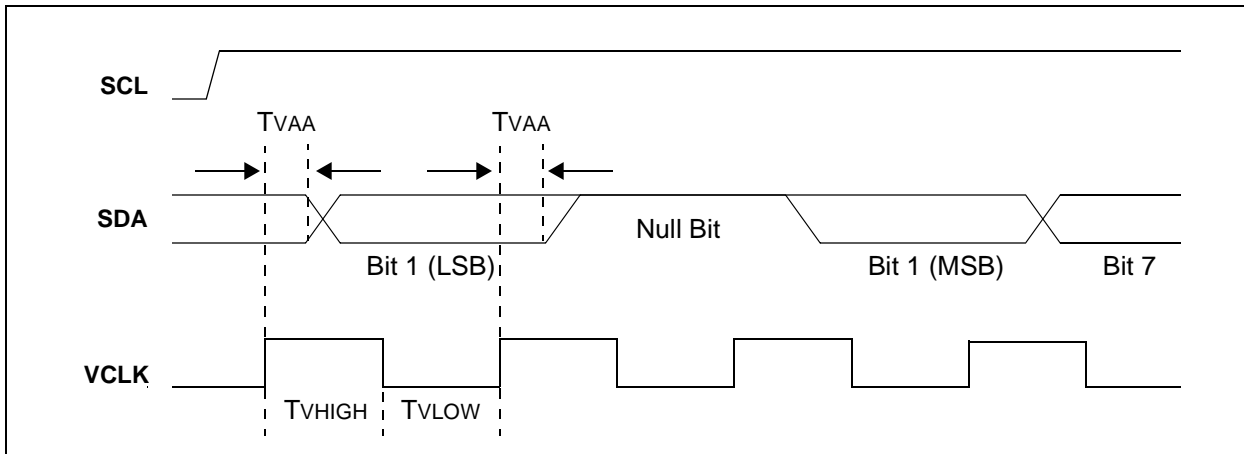 SCL
TVAA TVAA
SDA
Null Bit
Bit 1 (LSB) Bit 1 (MSB) Bit 7
VCLK
TVHIGH TVLOW